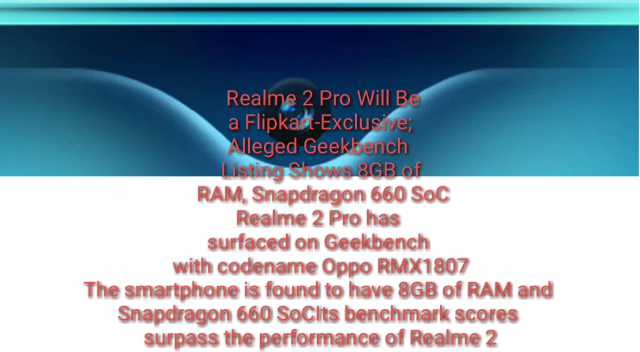 Realme 2 Pro Will Be
a Flipkart-Exclusive;
Alleged Geekbench
Listing Shows 8GB of
RAM, Snapdragon 660 SoC
Realme 2 Pro has
surfaced on Geekbench
with codename Oppo RMX1807
The smartphone is found to have 8GB of RAM and
Snapdragon 660 SoCIts benchmark scores
surpass the performance of Realme 2